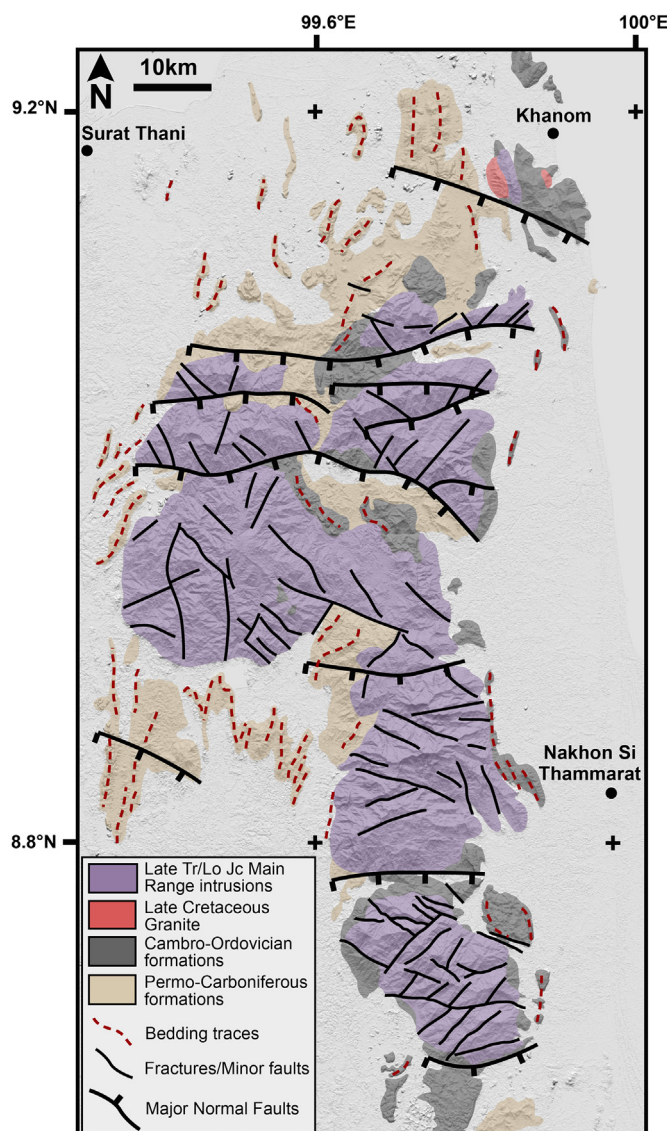 99.6°E
100°E
10km
N
9.2°N
Surat Thani
Khanom
Nakhon Si
Thammarat
8.8°N
Late Tr/Lo Jc Main
Range intrusions
Late Cretaceous
Granite
Cambro-Ordovician
formations
Permo-Carboniferous
formations
Bedding traces
Fractures/Minor faults
Major Normal Faults